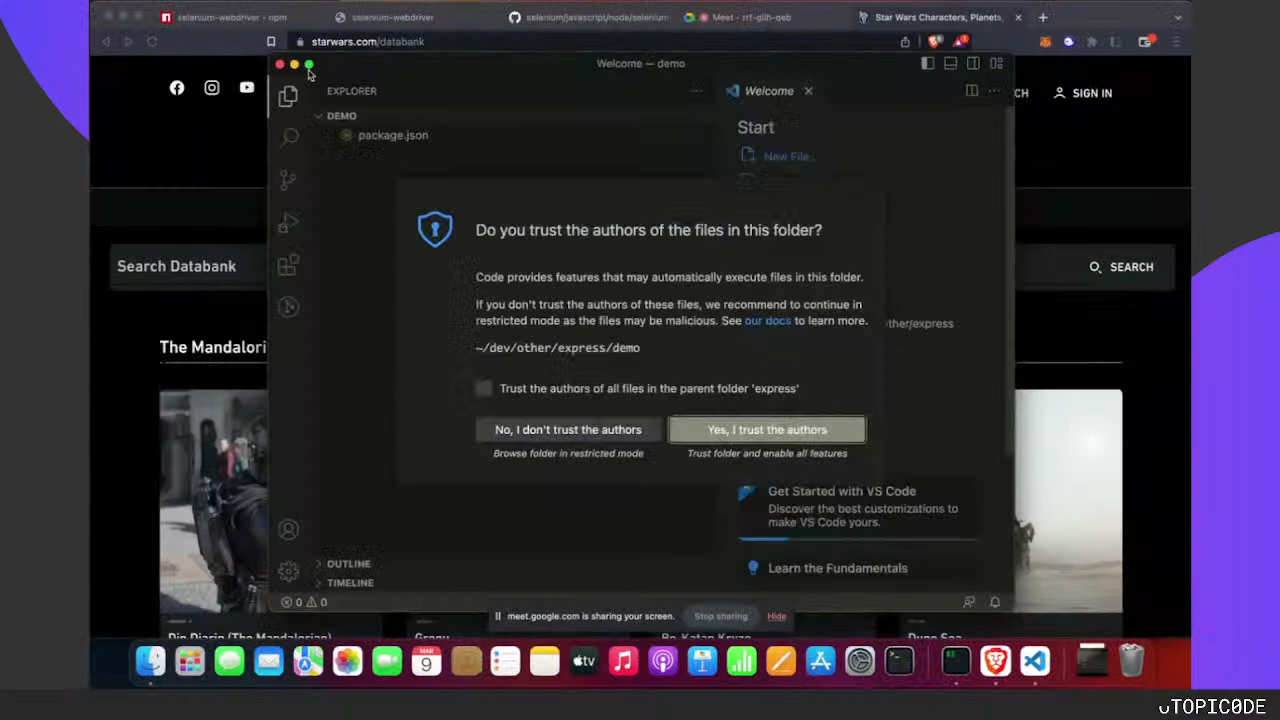 selenium-webdriver - npm
selenium-webdriver
selenium/javascript/node/selenium
Meet - rrf-giih-qeb
Star Wars Characters, Planets,
starwars.com/databank
Welcome — demo
EXPLORER
Welcome
CH
SIGN IN
DEMO
package.json
Start
New File...
Do you trust the authors of the files in this folder?
Search Databank
SEARCH
Code provides features that may automatically execute files in this folder.
If you don't trust the authors of these files, we recommend to continue in
restricted mode as the files may be malicious. See our docs to learn more.
other/express
~/dev/other/express/demo
The Mandalori
Trust the authors of all files in the parent folder 'express'
No, I don't trust the authors
Yes, I trust the authors
Browse folder in restricted mode
Trust folder and enable all features
Get Started with VS Code
Discover the best customizations to
make VS Code yours.
OUTLINE
Learn the Fundamentals
TIMELINE
0 0
meet.google.com is sharing your screen.
Stop sharing
Hide
Din Djarin (The Mandalorian)
Grogu
Bo-Katan Kryze
Dune Sea
MAR
9
tv
uTOPIC0DE